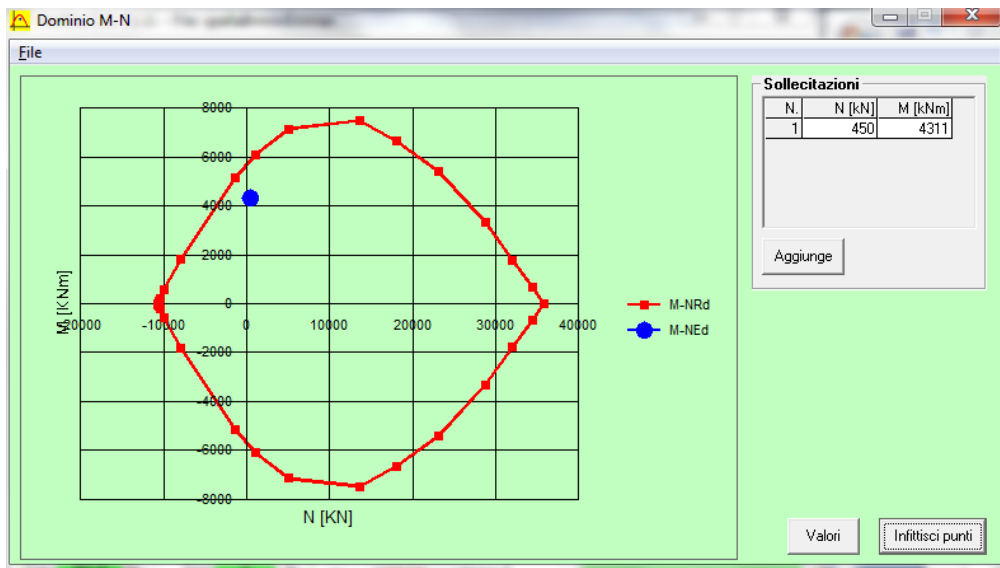 Dominio M-N
File
8000
6000
4000
2000
0
-2000
-4000
-6000
-8000
M [KNm]
-20000 -10000 0 10000 20000 30000 40000
N [KN]
M-NRd
M-NEd
Sollecitazioni
N. N [kN] M [kNm]
1 450 4311
Aggiunge
Valori Infittisci punti